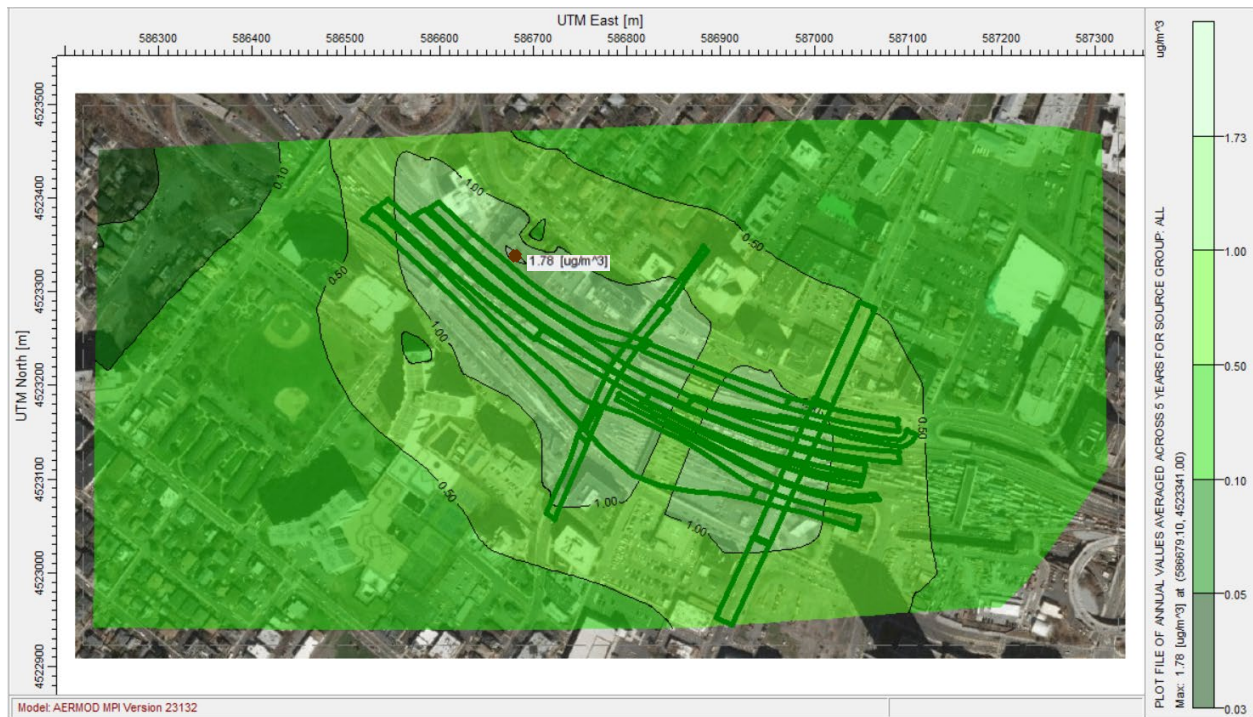 UTM East [m]
586300 586400 586500 586600 586700 586800 586900 587000 587100 587200 587300
UTM North [m]
4523500
4523400
4523300
4523200
4523100
4523000
4522900
0.10
1.00
0.50
0.50
1.78 [ug/m^3]
1.00
0.50
0.50
1.00
1.00
ug/m^3
1.73
1.00
0.50
0.10
0.05
0.03
PLOT FILE OF ANNUAL VALUES AVERAGED ACROSS 5 YEARS FOR SOURCE GROUP: ALL
Max: 1.78 [ug/m^3] at (586679.10, 4523341.00)
Model: AERMOD MPI Version 23132